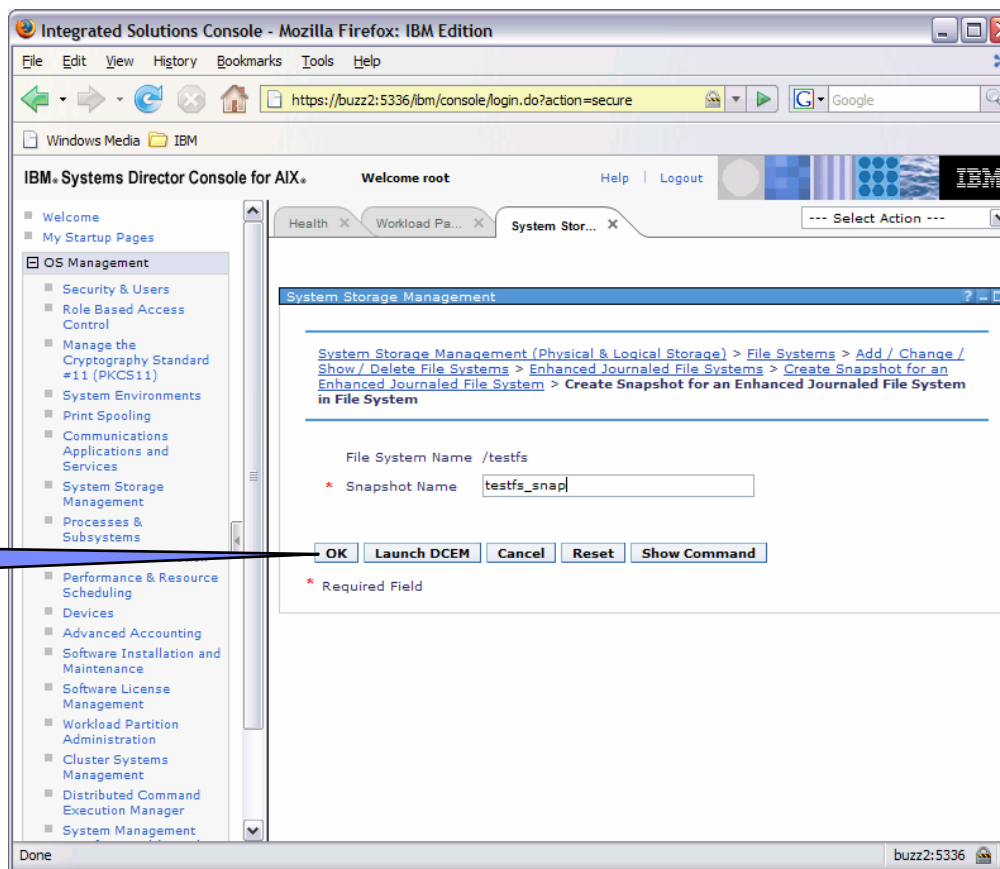 Integrated Solutions Console - Mozilla Firefox: IBM Edition
File Edit View History Bookmarks Tools Help
https://buzz2:5336/ibm/console/login.do?action=secure
G Google
Windows Media IBM
IBM® Systems Director Console for AIX® Welcome root Help | Logout IBM
Welcome
My Startup Pages
OS Management
Security & Users
Role Based Access
Control
Manage the
Cryptography Standard
#11 (PKCS11)
System Environments
Print Spooling
Communications
Applications and
Services
System Storage
Management
Processes &
Subsystems
Performance & Resource
Scheduling
Devices
Advanced Accounting
Software Installation and
Maintenance
Software License
Management
Workload Partition
Administration
Cluster Systems
Management
Distributed Command
Execution Manager
System Management
Health X Workload Pa... X System Stor... X --- Select Action ---
System Storage Management ?
System Storage Management (Physical & Logical Storage) > File Systems > Add / Change /
Show / Delete File Systems > Enhanced Journaled File Systems > Create Snapshot for an
Enhanced Journaled File System > Create Snapshot for an Enhanced Journaled File System
in File System
File System Name /testfs
* Snapshot Name testfs_snap
OK Launch DCEM Cancel Reset Show Command
* Required Field
Done buzz2:5336